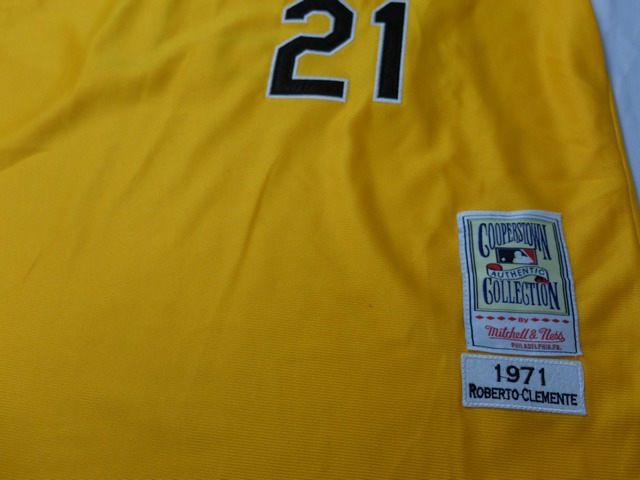 21
COOPERSTOWN
AUTHENTIC
COLLECTION
BY
Mitchell & Ness
PHILADELPHIA, PA.
1971
ROBERTO CLEMENTE